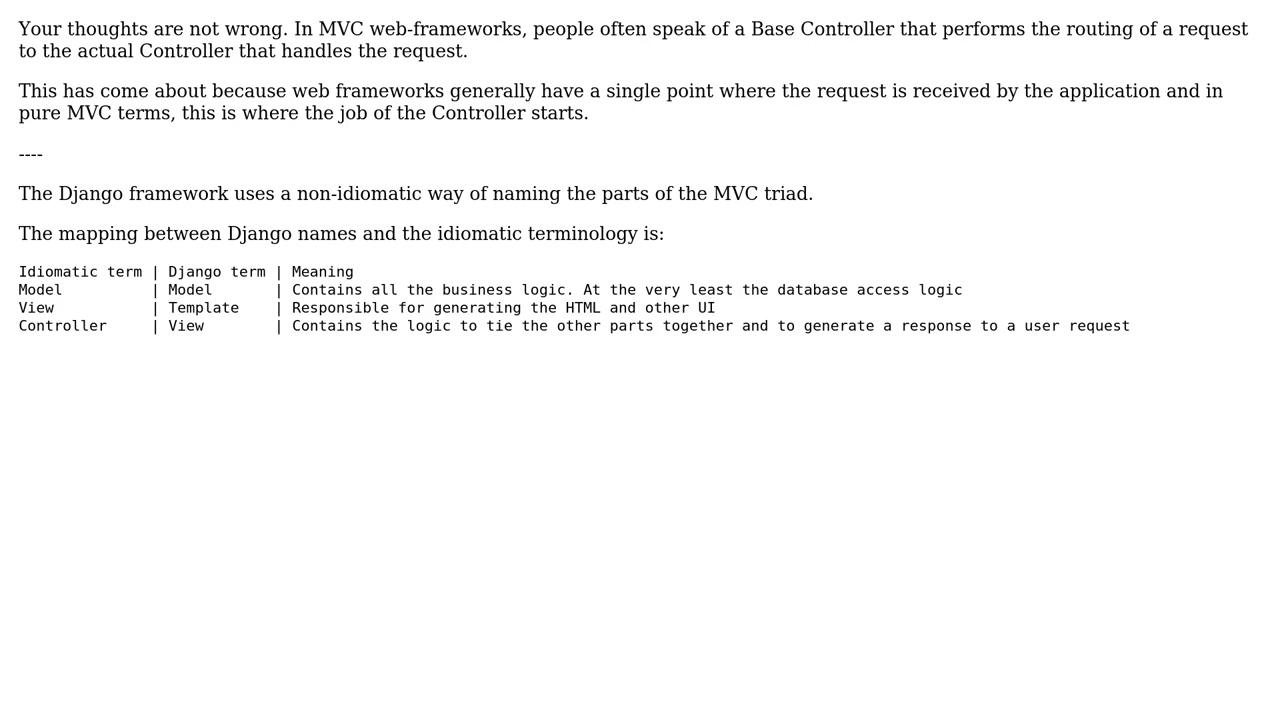 Your thoughts are not wrong. In MVC web-frameworks, people often speak of a Base Controller that performs the routing of a request
to the actual Controller that handles the request.
This has come about because web frameworks generally have a single point where the request is received by the application and in
pure MVC terms, this is where the job of the Controller starts.
----
The Django framework uses a non-idiomatic way of naming the parts of the MVC triad.
The mapping between Django names and the idiomatic terminology is:
Idiomatic term | Django term | Meaning
Model          | Model       | Contains all the business logic. At the very least the database access logic
View           | Template    | Responsible for generating the HTML and other UI
Controller     | View        | Contains the logic to tie the other parts together and to generate a response to a user request